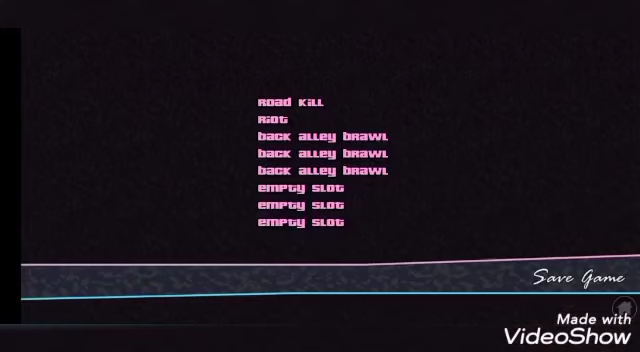 Road Kill
Riot
Back Alley Brawl
Back Alley Brawl
Back Alley Brawl
Empty Slot
Empty Slot
Empty Slot
Save Game
Made with
VideoShow